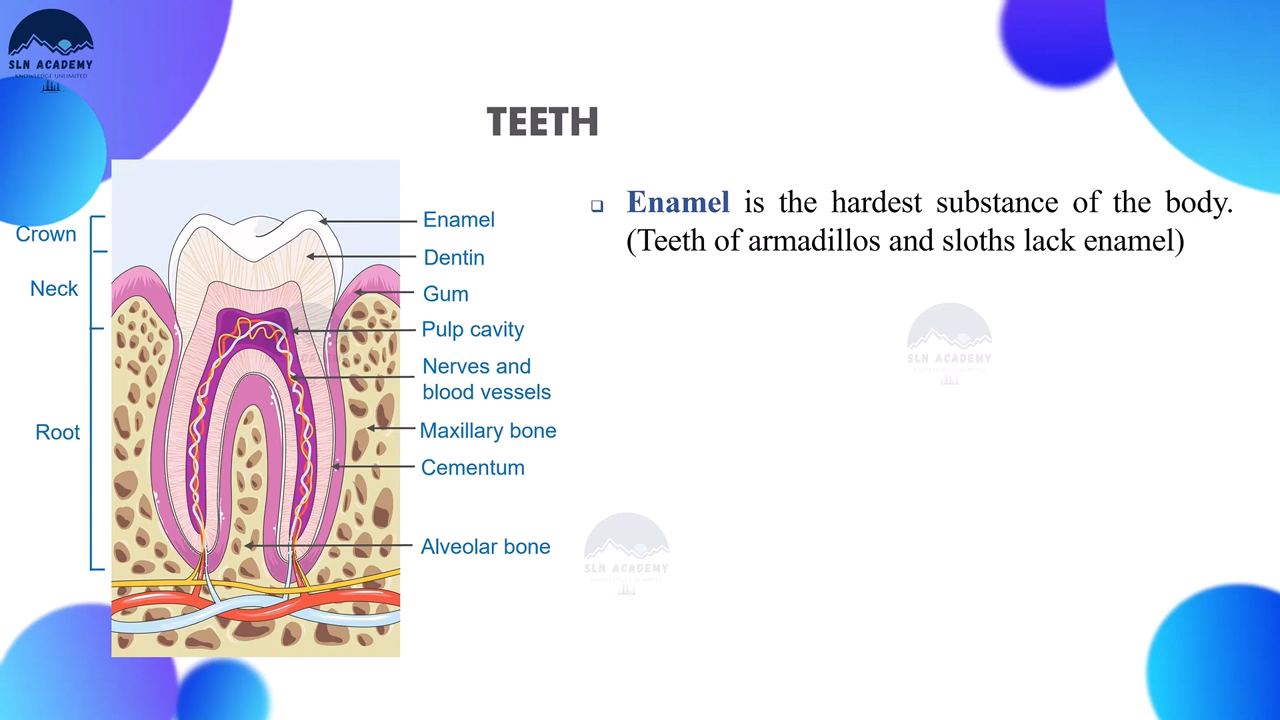 SLN ACADEMY
KNOWLEDGE UNLIMITED
TEETH
Crown
Neck
Root
Enamel
Dentin
Gum
Pulp cavity
Nerves and
blood vessels
Maxillary bone
Cementum
Alveolar bone
❑ Enamel is the hardest substance of the body.
(Teeth of armadillos and sloths lack enamel)
SLN ACADEMY
SLN ACADEMY